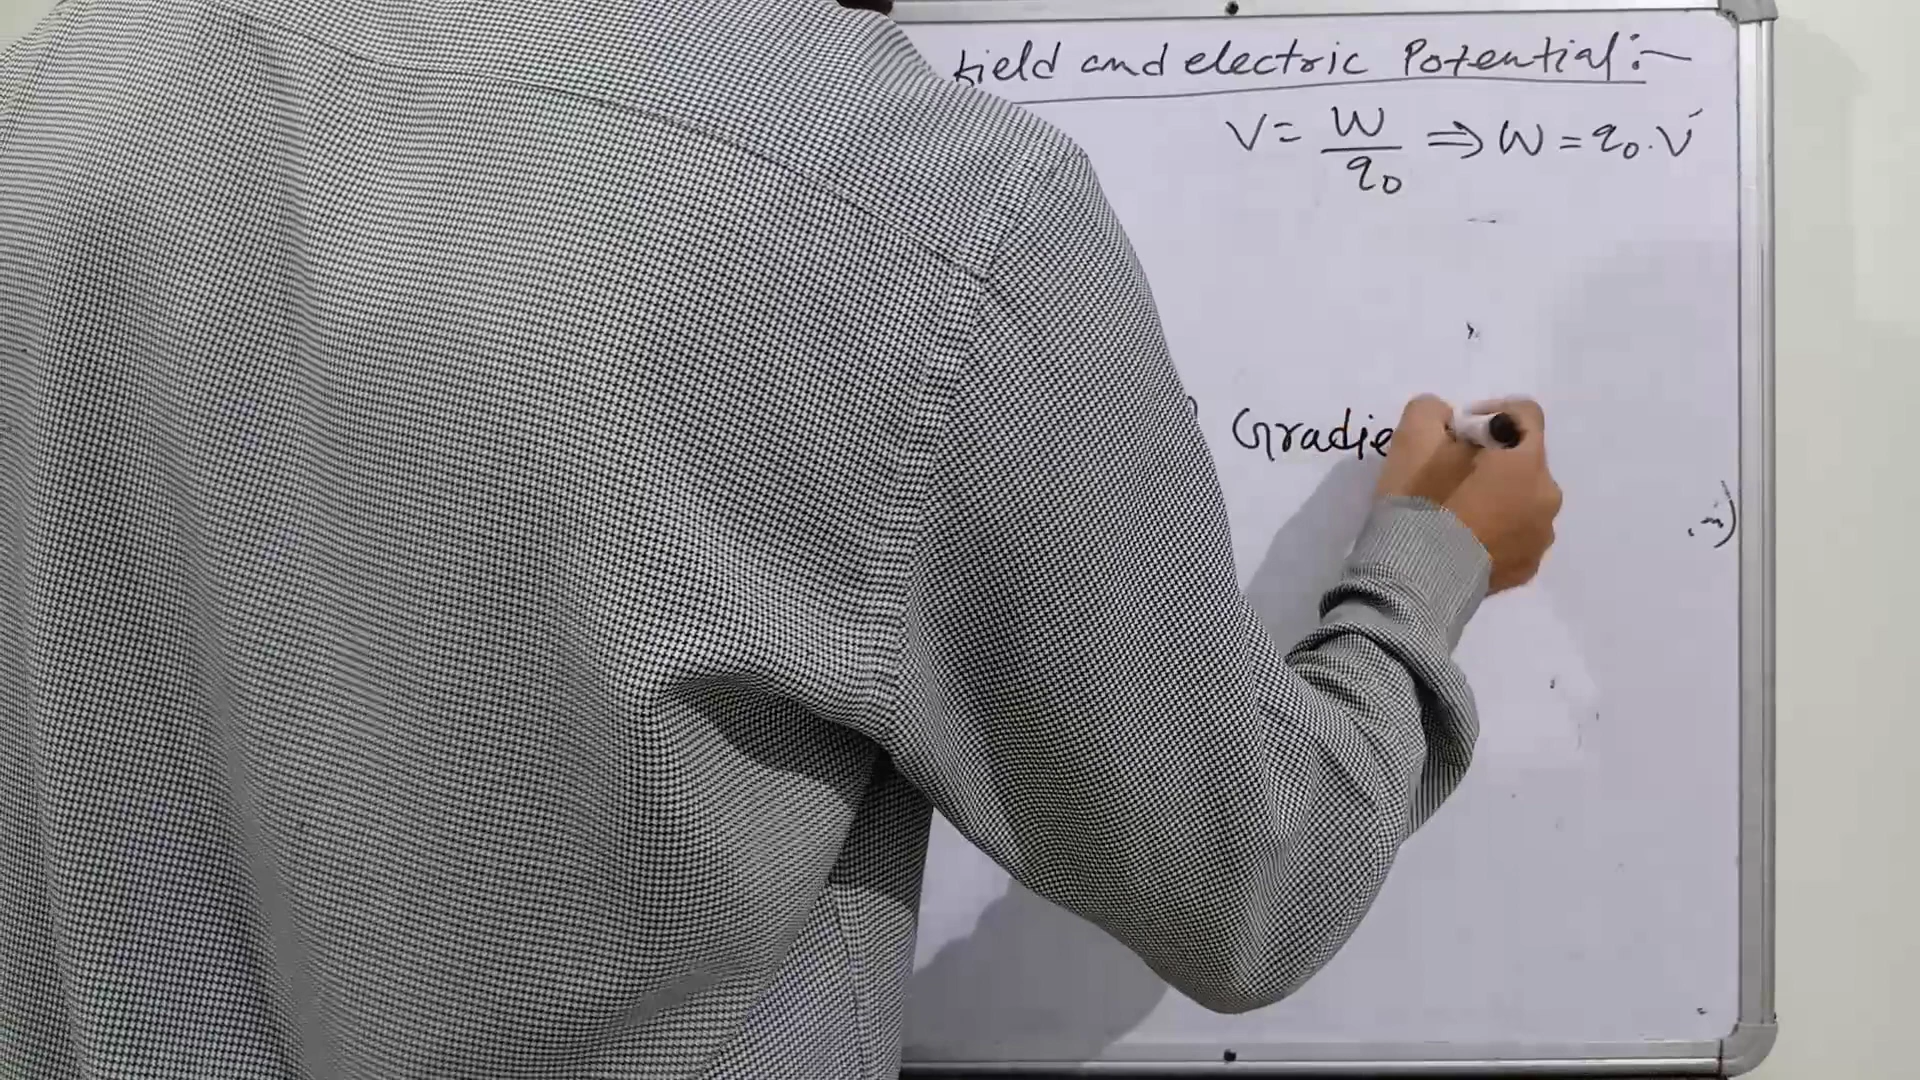 field and electric Potential:-
V = W/q₀ ⇒ W = q₀.V
Gradie